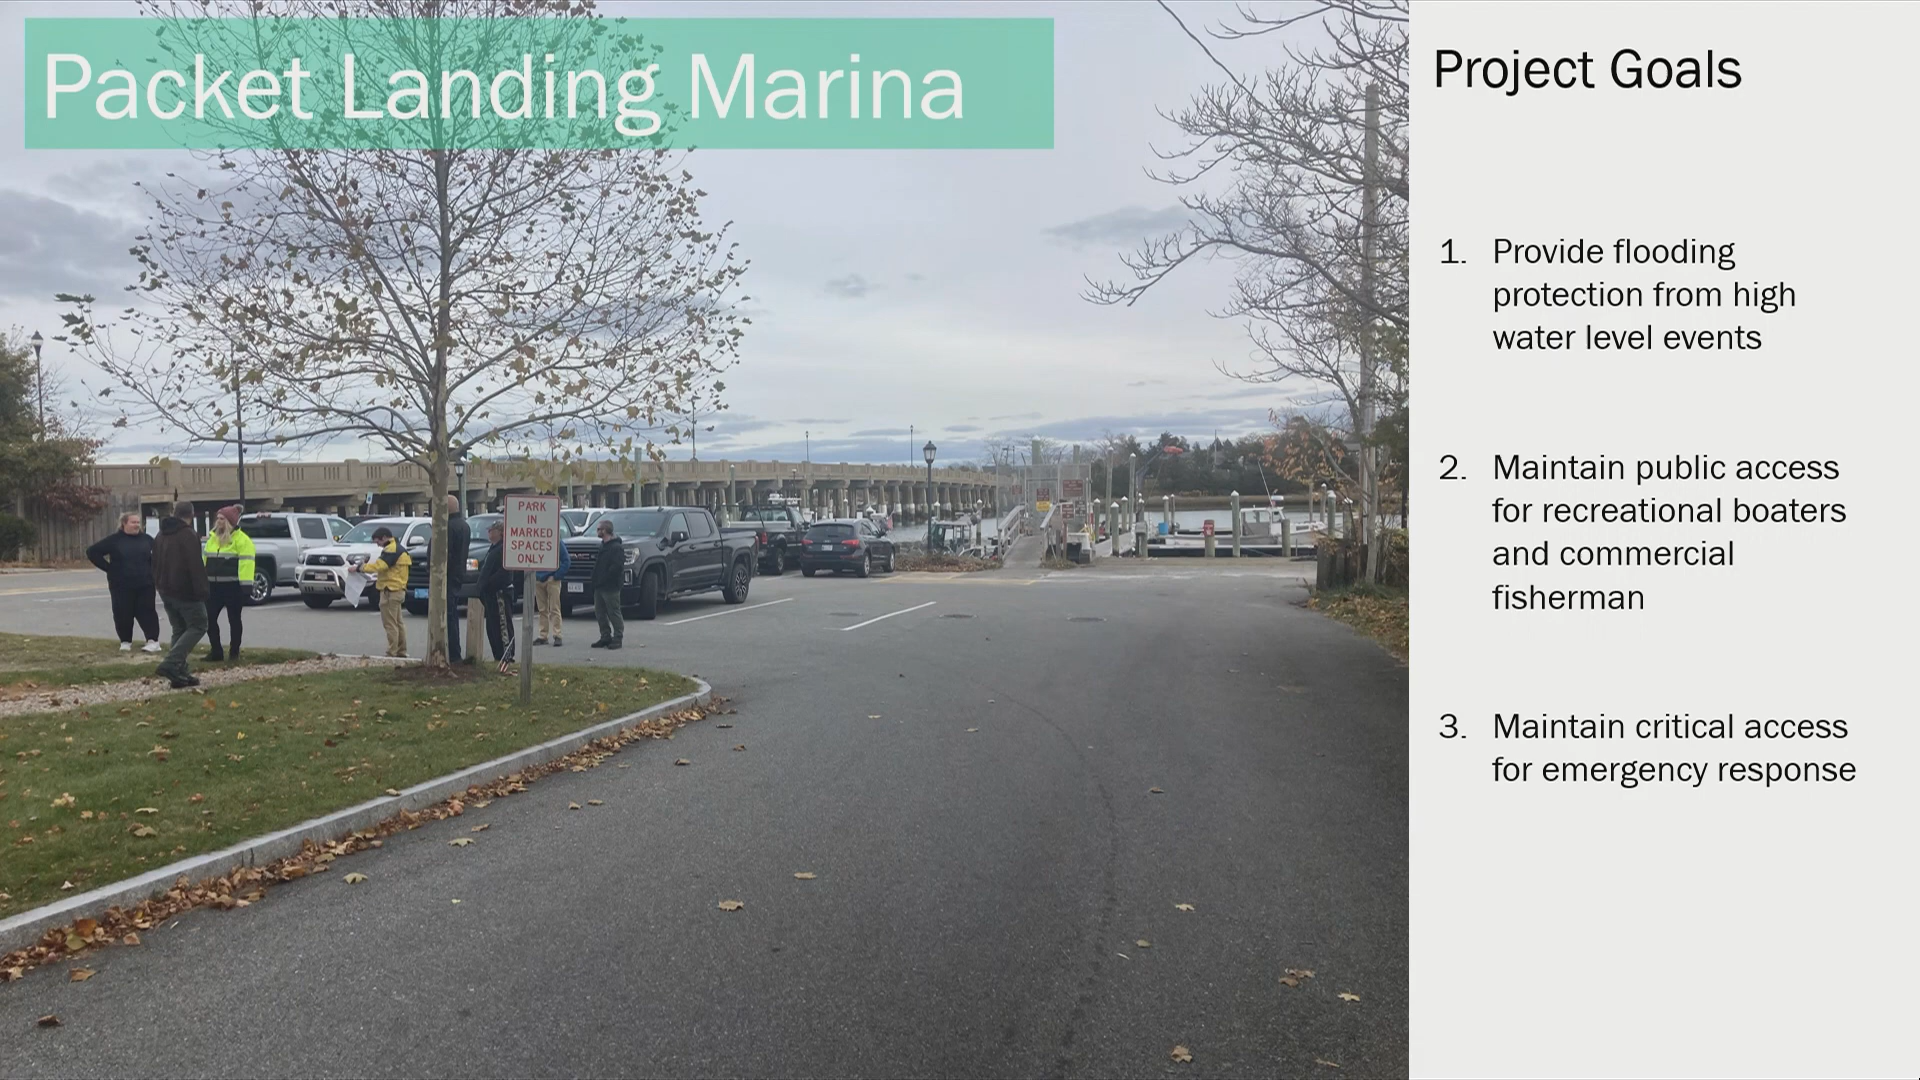 Packet Landing Marina
Project Goals
1. Provide flooding
protection from high
water level events
2. Maintain public access
for recreational boaters
and commercial
fisherman
3. Maintain critical access
for emergency response
PARK
IN
MARKED
SPACES
ONLY